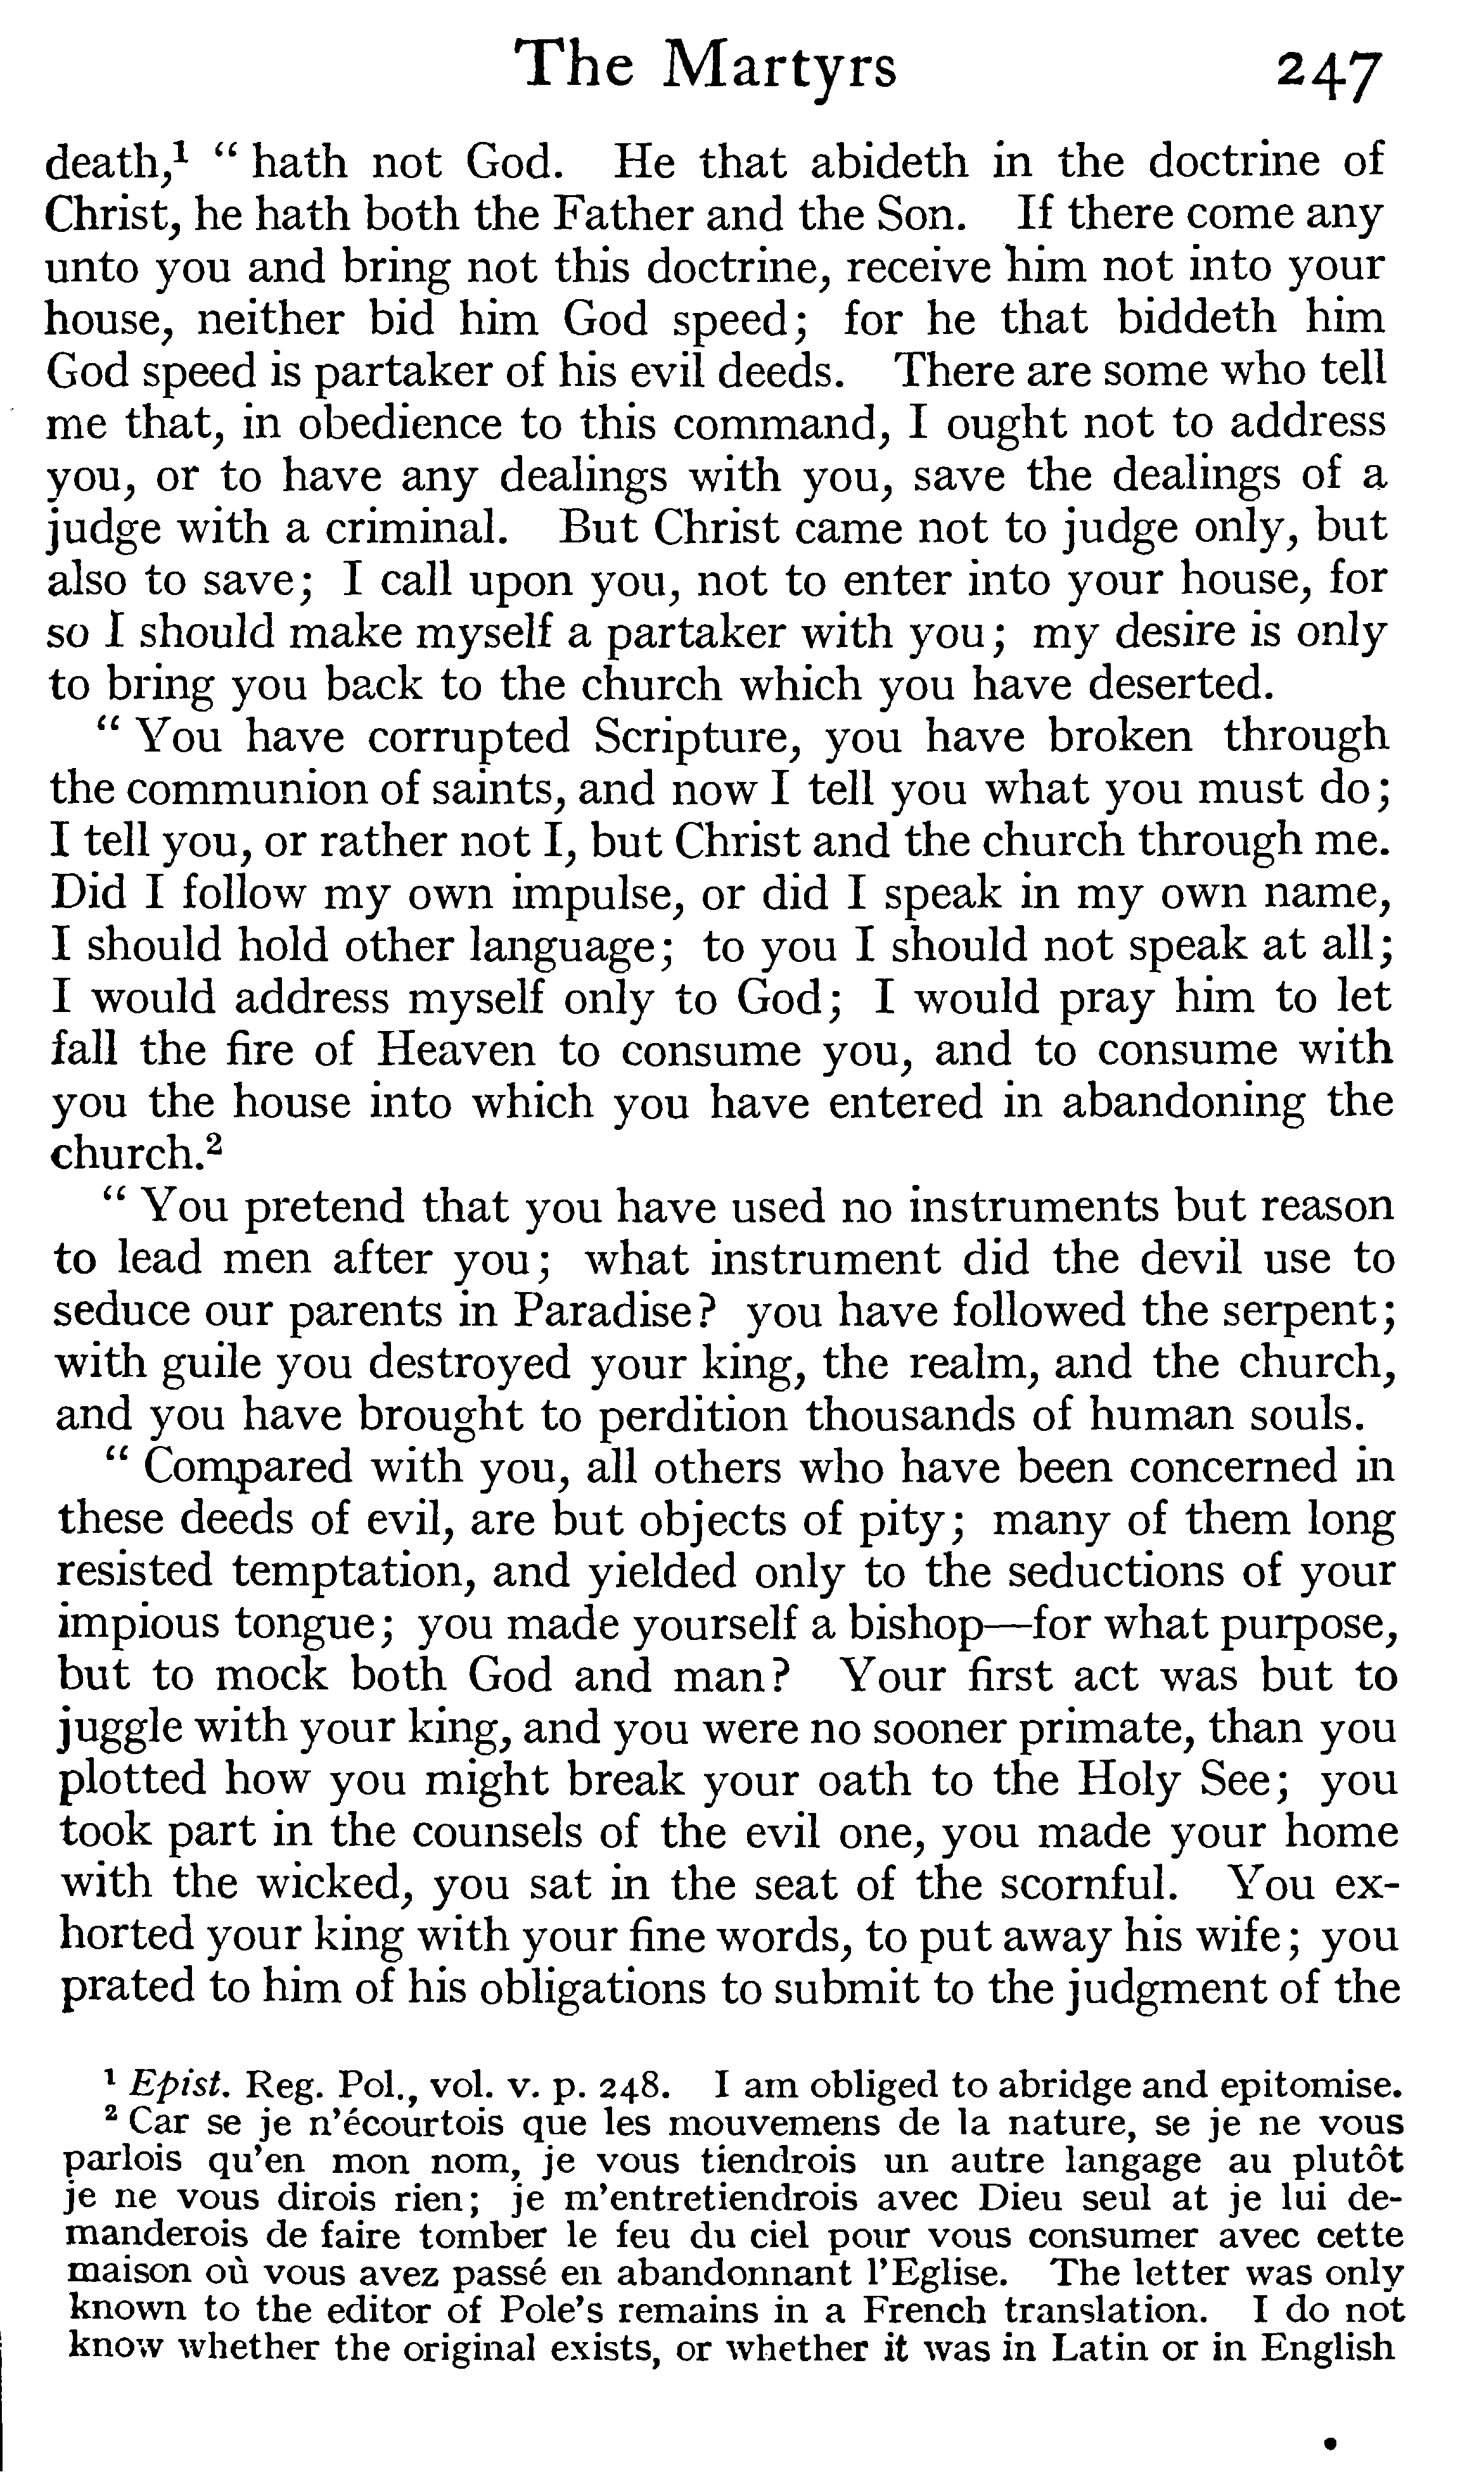 The Martyrs 247
death,¹ “ hath not God. He that abideth in the doctrine of
Christ, he hath both the Father and the Son. If there come any
unto you and bring not this doctrine, receive him not into your
house, neither bid him God speed; for he that biddeth him
God speed is partaker of his evil deeds. There are some who tell
me that, in obedience to this command, I ought not to address
you, or to have any dealings with you, save the dealings of a
judge with a criminal. But Christ came not to judge only, but
also to save; I call upon you, not to enter into your house, for
so I should make myself a partaker with you; my desire is only
to bring you back to the church which you have deserted.
“ You have corrupted Scripture, you have broken through
the communion of saints, and now I tell you what you must do;
I tell you, or rather not I, but Christ and the church through me.
Did I follow my own impulse, or did I speak in my own name,
I should hold other language; to you I should not speak at all;
I would address myself only to God; I would pray him to let
fall the fire of Heaven to consume you, and to consume with
you the house into which you have entered in abandoning the
church.²
“ You pretend that you have used no instruments but reason
to lead men after you; what instrument did the devil use to
seduce our parents in Paradise? you have followed the serpent;
with guile you destroyed your king, the realm, and the church,
and you have brought to perdition thousands of human souls.
“ Compared with you, all others who have been concerned in
these deeds of evil, are but objects of pity; many of them long
resisted temptation, and yielded only to the seductions of your
impious tongue; you made yourself a bishop—for what purpose,
but to mock both God and man? Your first act was but to
juggle with your king, and you were no sooner primate, than you
plotted how you might break your oath to the Holy See; you
took part in the counsels of the evil one, you made your home
with the wicked, you sat in the seat of the scornful. You ex-
horted your king with your fine words, to put away his wife; you
prated to him of his obligations to submit to the judgment of the
¹ Epist. Reg. Pol., vol. v. p. 248. I am obliged to abridge and epitomise.
² Car se je n’écourtois que les mouvemens de la nature, se je ne vous
parlois qu’en mon nom, je vous tiendrois un autre langage au plutôt
je ne vous dirois rien; je m’entretiendrois avec Dieu seul at je lui de-
manderois de faire tomber le feu du ciel pour vous consumer avec cette
maison où vous avez passé en abandonnant l’Eglise. The letter was only
known to the editor of Pole’s remains in a French translation. I do not
know whether the original exists, or whether it was in Latin or in English